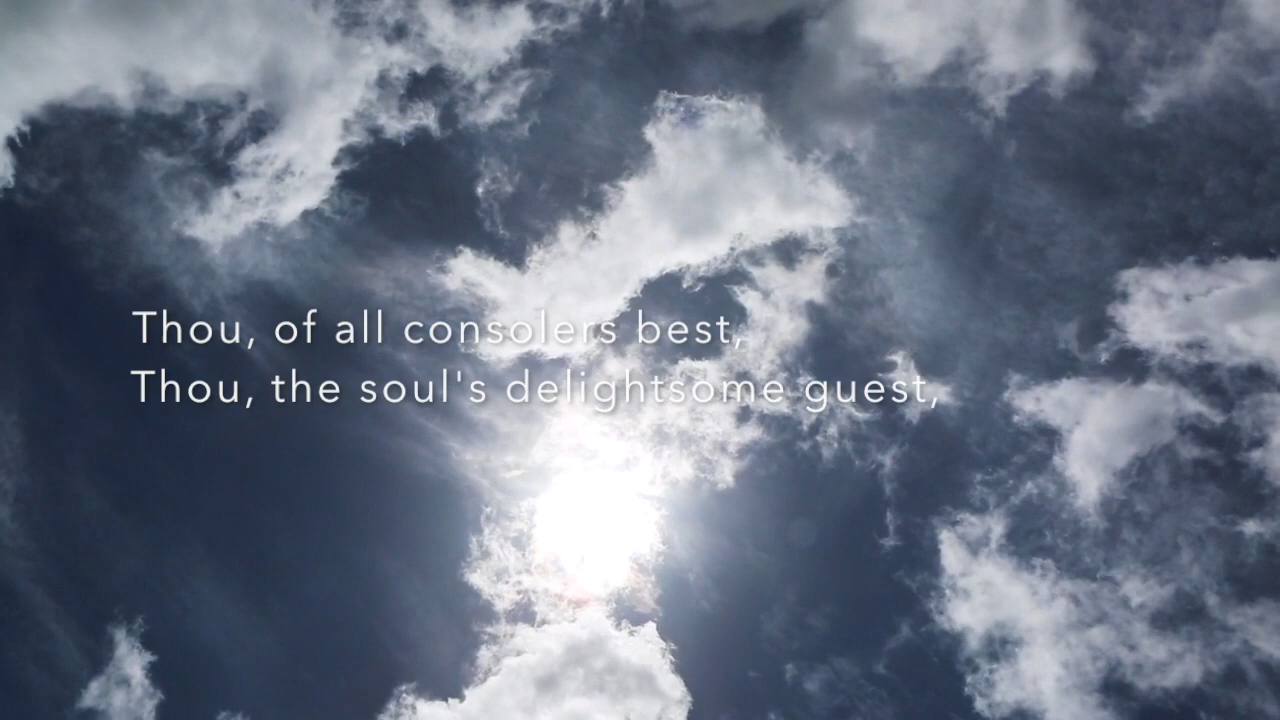 Thou, of all consolers best,
Thou, the soul's delightsome guest,